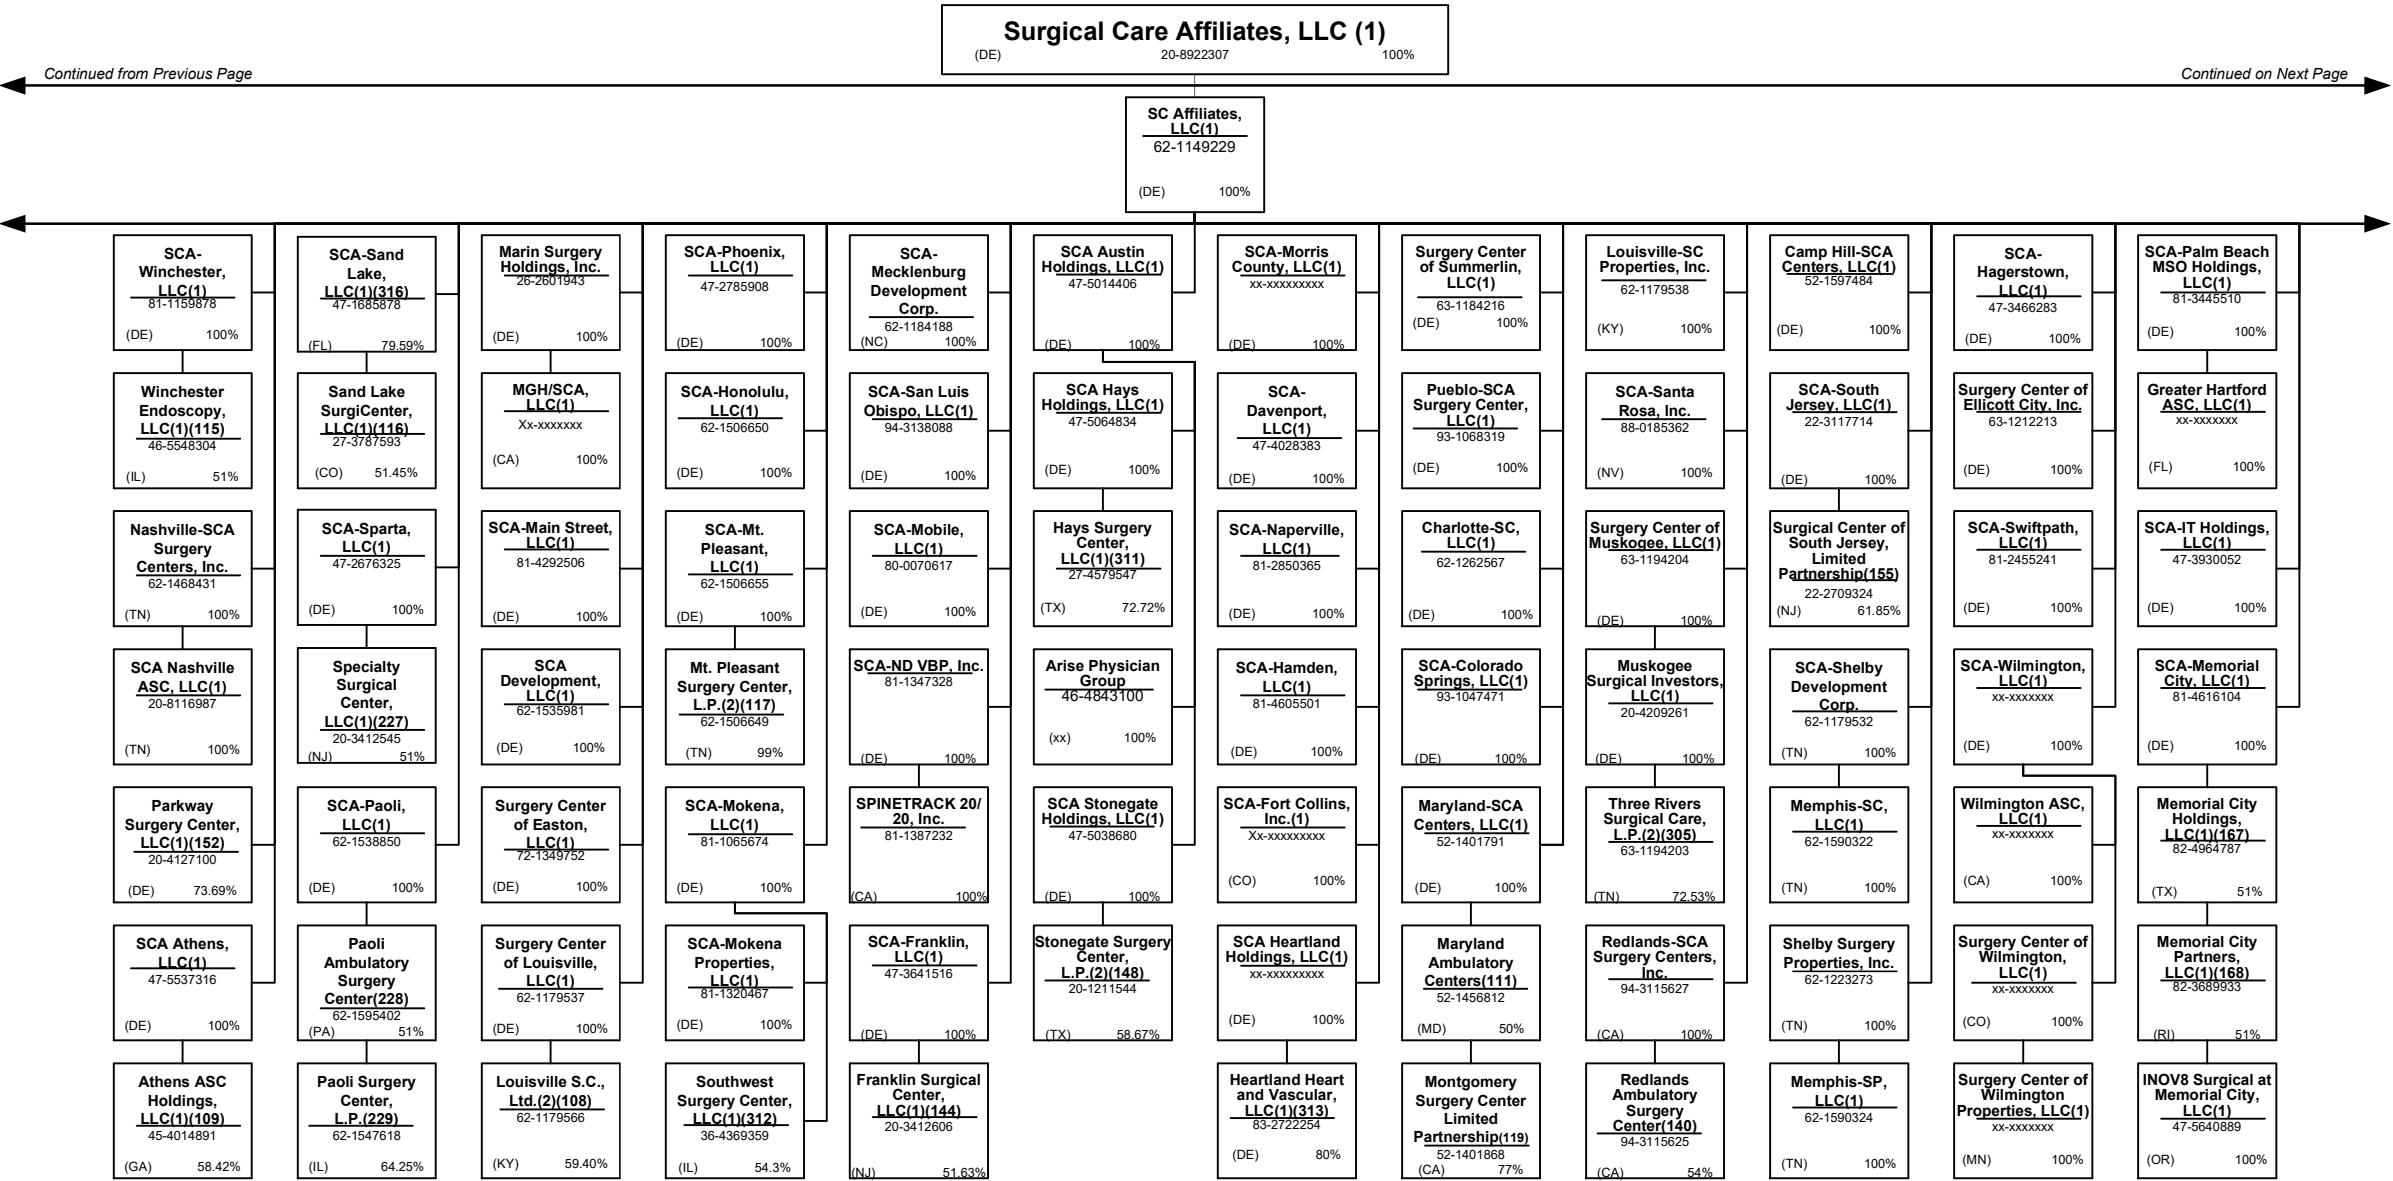 Surgical Care Affiliates, LLC (1)
(DE) 20-8922307 100%
Continued from Previous Page
Continued on Next Page
SC Affiliates,
LLC(1)
62-1149229
(DE) 100%
SCA-
Winchester,
LLC(1)
81-1159878
(DE) 100%
Winchester
Endoscopy,
LLC(1)(115)
46-5548304
(IL) 51%
Nashville-SCA
Surgery
Centers, Inc.
62-1468431
(TN) 100%
SCA Nashville
ASC, LLC(1)
20-8116987
(TN) 100%
Parkway
Surgery Center,
LLC(1)(152)
20-4127100
(DE) 73.69%
SCA Athens,
LLC(1)
47-5537316
(DE) 100%
Athens ASC
Holdings,
LLC(1)(109)
45-4014891
(GA) 58.42%
SCA-Sand
Lake,
LLC(1)(316)
47-1685878
(FL) 79.59%
Sand Lake
SurgiCenter,
LLC(1)(116)
27-3787593
(CO) 51.45%
SCA-Sparta,
LLC(1)
47-2676325
(DE) 100%
Specialty
Surgical
Center,
LLC(1)(227)
20-3412545
(NJ) 51%
SCA-Paoli,
LLC(1)
62-1538850
(DE) 100%
Paoli
Ambulatory
Surgery
Center(228)
62-1595402
(PA) 51%
Paoli Surgery
Center,
L.P.(229)
62-1547618
(IL) 64.25%
Marin Surgery
Holdings, Inc.
26-2601943
(DE) 100%
MGH/SCA,
LLC(1)
Xx-xxxxxxx
(CA) 100%
SCA-Main Street,
LLC(1)
81-4292506
(DE) 100%
SCA
Development,
LLC(1)
62-1535981
(DE) 100%
Surgery Center
of Easton,
LLC(1)
72-1349752
(DE) 100%
Surgery Center
of Louisville,
LLC(1)
62-1179537
(DE) 100%
Louisville S.C.,
Ltd.(2)(108)
62-1179566
(KY) 59.40%
SCA-Phoenix,
LLC(1)
47-2785908
(DE) 100%
SCA-Honolulu,
LLC(1)
62-1506650
(DE) 100%
SCA-Mt.
Pleasant,
LLC(1)
62-1506655
(DE) 100%
Mt. Pleasant
Surgery Center,
L.P.(2)(117)
62-1506649
(TN) 99%
SCA-Mokena,
LLC(1)
81-1065674
(DE) 100%
SCA-Mokena
Properties,
LLC(1)
81-1320467
(DE) 100%
Southwest
Surgery Center,
LLC(1)(312)
36-4369359
(IL) 54.3%
SCA-
Mecklenburg
Development
Corp.
62-1184188
(NC) 100%
SCA-San Luis
Obispo, LLC(1)
94-3138088
(DE) 100%
SCA-Mobile,
LLC(1)
80-0070617
(DE) 100%
SCA-ND VBP, Inc.
81-1347328
(DE) 100%
SPINETRACK 20/
20, Inc.
81-1387232
(CA) 100%
SCA-Franklin,
LLC(1)
47-3641516
(DE) 100%
Franklin Surgical
Center,
LLC(1)(144)
20-3412606
(NJ) 51.63%
SCA Austin
Holdings, LLC(1)
47-5014406
(DE) 100%
SCA Hays
Holdings, LLC(1)
47-5064834
(DE) 100%
Hays Surgery
Center,
LLC(1)(311)
27-4579547
(TX) 72.72%
Arise Physician
Group
46-4843100
(xx) 100%
SCA Stonegate
Holdings, LLC(1)
47-5038680
(DE) 100%
Stonegate Surgery
Center,
L.P.(2)(148)
20-1211544
(TX) 58.67%
SCA-Morris
County, LLC(1)
xx-xxxxxxxxx
(DE) 100%
SCA-
Davenport,
LLC(1)
47-4028383
(DE) 100%
SCA-Naperville,
LLC(1)
81-2850365
(DE) 100%
SCA-Hamden,
LLC(1)
81-4605501
(DE) 100%
SCA-Fort Collins,
Inc.(1)
Xx-xxxxxxxxx
(CO) 100%
SCA Heartland
Holdings, LLC(1)
xx-xxxxxxxxx
(DE) 100%
Heartland Heart
and Vascular,
LLC(1)(313)
83-2722254
(DE) 80%
Surgery Center
of Summerlin,
LLC(1)
63-1184216
(DE) 100%
Pueblo-SCA
Surgery Center,
LLC(1)
93-1068319
(DE) 100%
Charlotte-SC,
LLC(1)
62-1262567
(DE) 100%
SCA-Colorado
Springs, LLC(1)
93-1047471
(DE) 100%
Maryland-SCA
Centers, LLC(1)
52-1401791
(DE) 100%
Maryland
Ambulatory
Centers(111)
52-1456812
(MD) 50%
Montgomery
Surgery Center
Limited
Partnership(119)
52-1401868
(CA) 77%
Louisville-SC
Properties, Inc.
62-1179538
(KY) 100%
SCA-Santa
Rosa, Inc.
88-0185362
(NV) 100%
Surgery Center of
Muskogee, LLC(1)
63-1194204
(DE) 100%
Muskogee
Surgical Investors,
LLC(1)
20-4209261
(DE) 100%
Three Rivers
Surgical Care,
L.P.(2)(305)
63-1194203
(TN) 72.53%
Redlands-SCA
Surgery Centers,
Inc.
94-3115627
(CA) 100%
Redlands
Ambulatory
Surgery
Center(140)
94-3115625
(CA) 54%
Camp Hill-SCA
Centers, LLC(1)
52-1597484
(DE) 100%
SCA-South
Jersey, LLC(1)
22-3117714
(DE) 100%
Surgical Center of
South Jersey,
Limited
Partnership(155)
22-2709324
(NJ) 61.85%
SCA-Shelby
Development
Corp.
62-1179532
(TN) 100%
Memphis-SC,
LLC(1)
62-1590322
(TN) 100%
Shelby Surgery
Properties, Inc.
62-1223273
(TN) 100%
Memphis-SP,
LLC(1)
62-1590324
(TN) 100%
SCA-
Hagerstown,
LLC(1)
47-3466283
(DE) 100%
Surgery Center of
Ellicott City, Inc.
63-1212213
(DE) 100%
SCA-Swiftpath,
LLC(1)
81-2455241
(DE) 100%
SCA-Wilmington,
LLC(1)
xx-xxxxxxx
(DE) 100%
Wilmington ASC,
LLC(1)
xx-xxxxxxx
(CA) 100%
Surgery Center of
Wilmington,
LLC(1)
xx-xxxxxxx
(CO) 100%
Surgery Center of
Wilmington
Properties, LLC(1)
xx-xxxxxxx
(MN) 100%
SCA-Palm Beach
MSO Holdings,
LLC(1)
81-3445510
(DE) 100%
Greater Hartford
ASC, LLC(1)
xx-xxxxxxx
(FL) 100%
SCA-IT Holdings,
LLC(1)
47-3930052
(DE) 100%
SCA-Memorial
City, LLC(1)
81-4616104
(DE) 100%
Memorial City
Holdings,
LLC(1)(167)
82-4964787
(TX) 51%
Memorial City
Partners,
LLC(1)(168)
82-3689933
(RI) 51%
INOV8 Surgical at
Memorial City,
LLC(1)
47-5640889
(OR) 100%